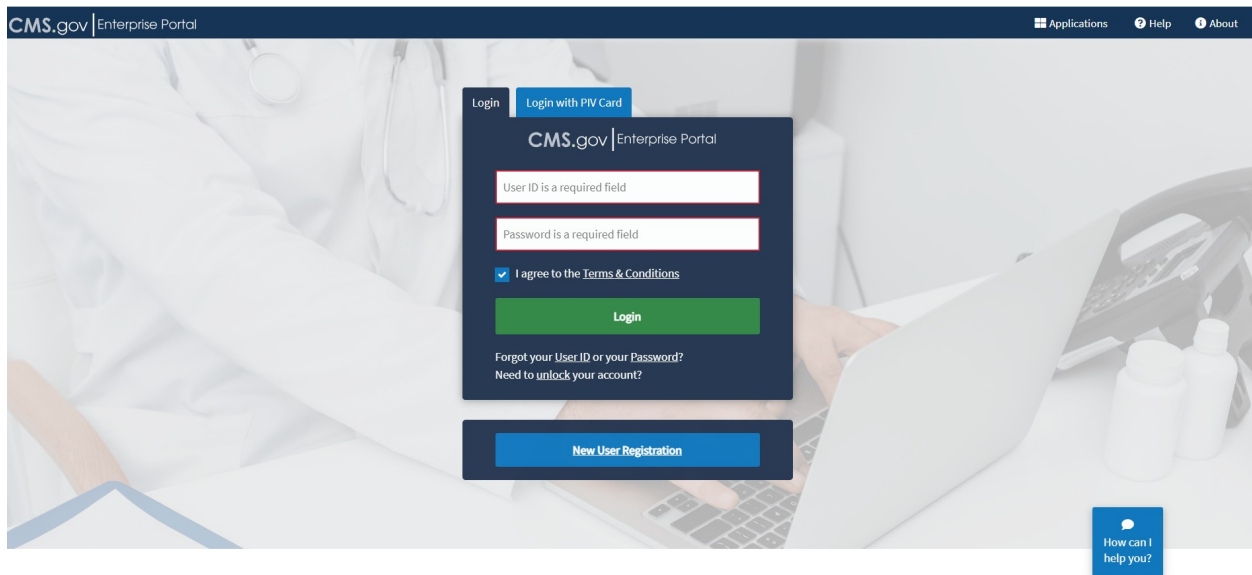 CMS.gov Enterprise Portal
Applications
Help
About
Login
Login with PIV Card
CMS.gov Enterprise Portal
User ID is a required field
Password is a required field
I agree to the Terms & Conditions
Login
Forgot your User ID or your Password?
Need to unlock your account?
New User Registration
How can I
help you?